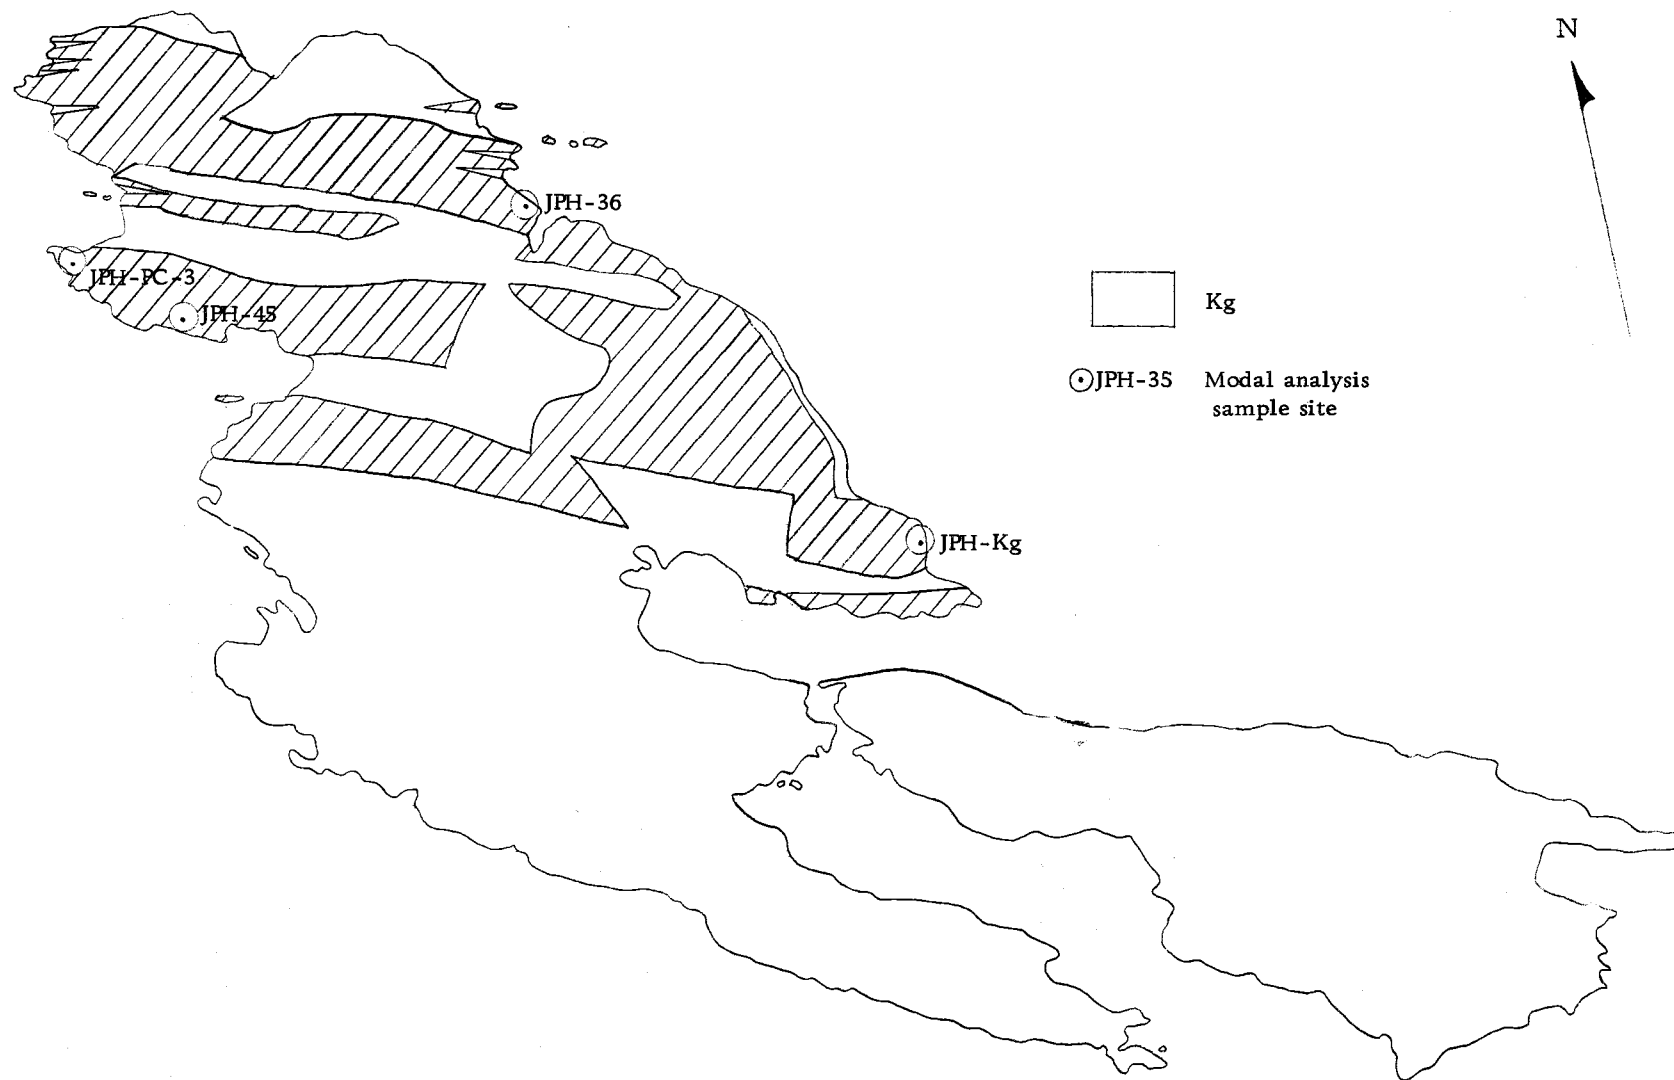 N
JPH-36
JPH-PC-3
JPH-45
Kg
JPH-35 Modal analysis
sample site
JPH-Kg